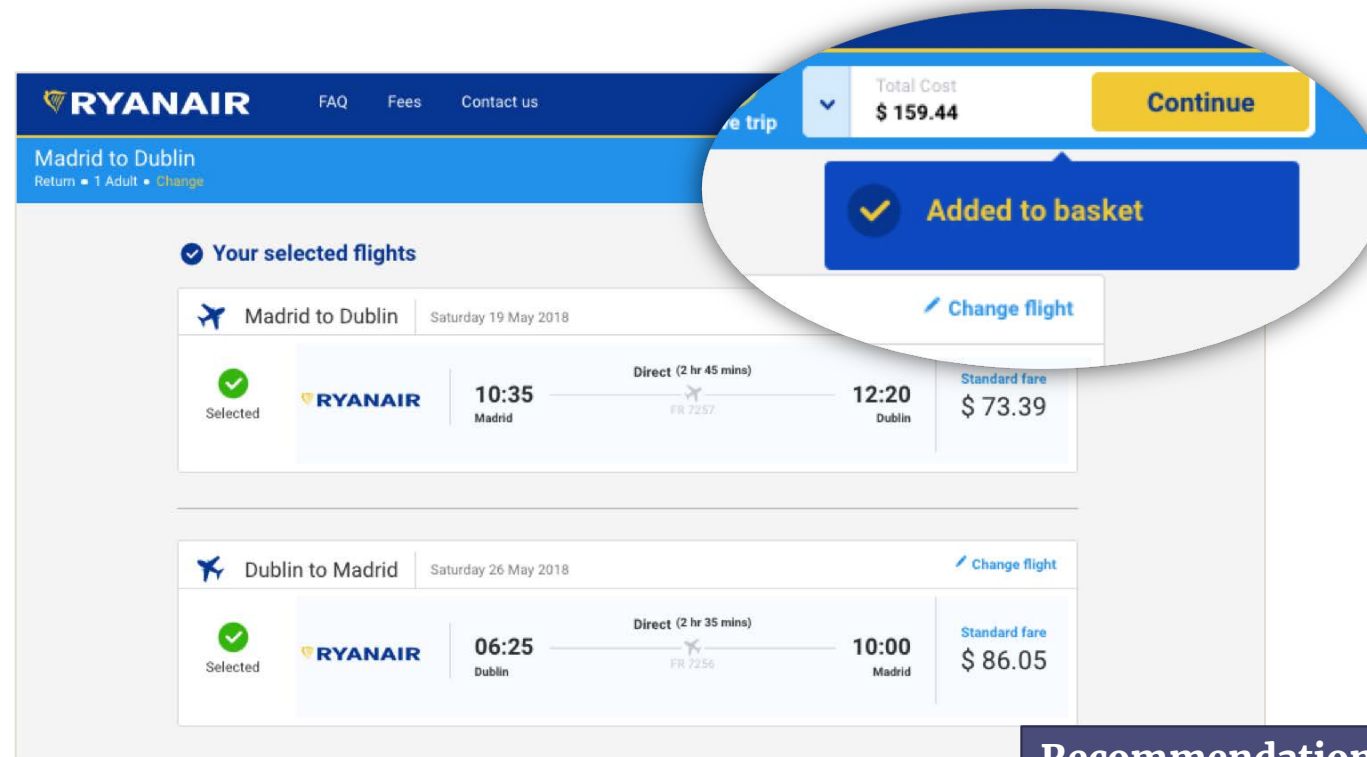 RYANAIR FAQ Fees Contact us
Madrid to Dublin
Return • 1 Adult • Change
e trip
Total Cost
$ 159.44
Continue
Added to basket
Your selected flights
Madrid to Dublin Saturday 19 May 2018 Change flight
Selected
RYANAIR
10:35
Madrid
Direct (2 hr 45 mins)
FR 7257
12:20
Dublin
Standard fare
$ 73.39
Dublin to Madrid Saturday 26 May 2018 Change flight
Selected
RYANAIR
06:25
Dublin
Direct (2 hr 35 mins)
FR 7256
10:00
Madrid
Standard fare
$ 86.05
Recommendation